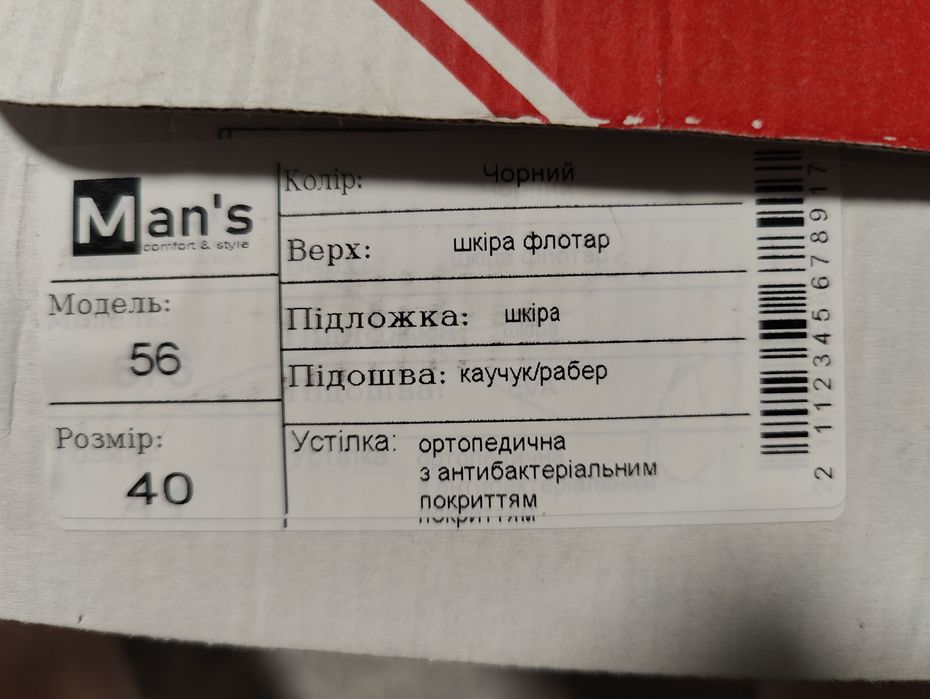 Man's
comfort & style
Модель:
56
Розмір:
40
Колір: Чорний
Верх: шкіра флотар
Підложка: шкіра
Підошва: каучук/рабер
Устілка: ортопедична
з антибактеріальним
покриттям
2 112345 678917